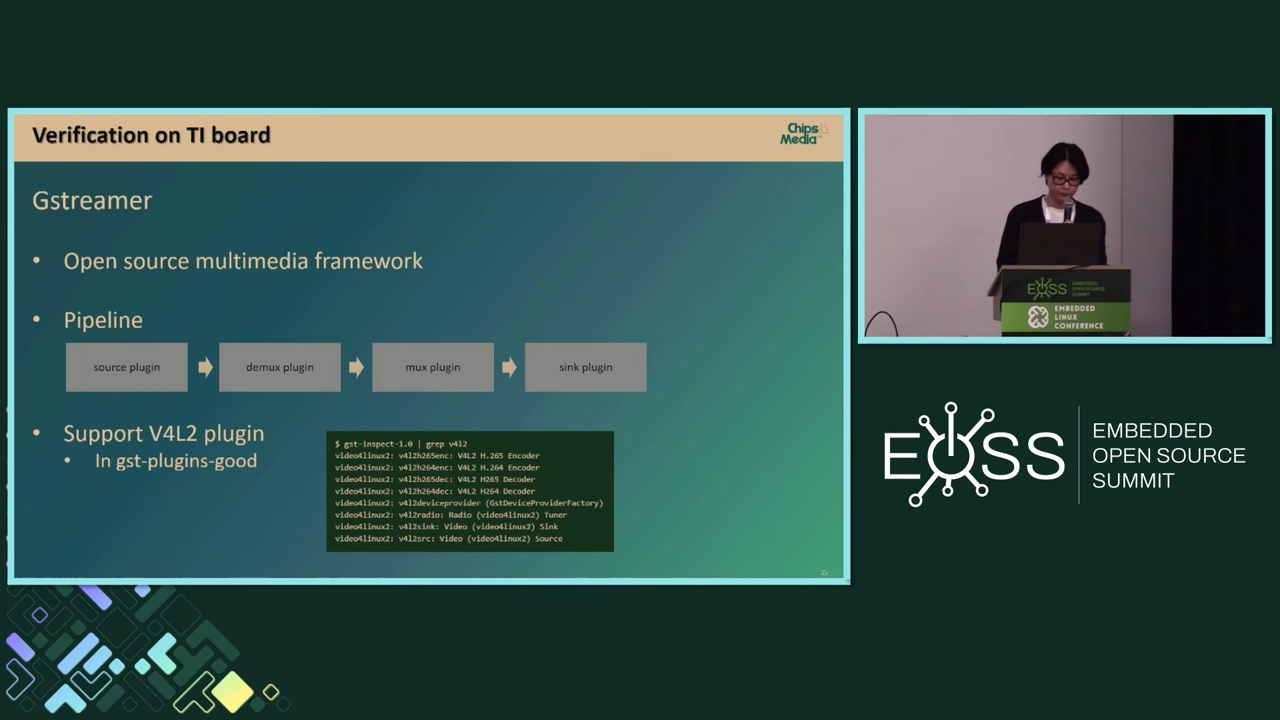 Verification on TI board
Chips
Media
Gstreamer
• Open source multimedia framework
• Pipeline
source plugin
demux plugin
mux plugin
sink plugin
• Support V4L2 plugin
• In gst-plugins-good
$ gst-inspect-1.0 | grep v4l2
video4linux2: v4l2h265enc: V4L2 H.265 Encoder
video4linux2: v4l2h264enc: V4L2 H.264 Encoder
video4linux2: v4l2h265dec: V4L2 H265 Decoder
video4linux2: v4l2h264dec: V4L2 H264 Decoder
video4linux2: v4l2deviceprovider (GstDeviceProviderFactory)
video4linux2: v4l2radio: Radio (video4linux2) Tuner
video4linux2: v4l2sink: Video (video4linux2) Sink
video4linux2: v4l2src: Video (video4linux2) Source
EOSS
EMBEDDED
OPEN SOURCE
SUMMIT
EMBEDDED
LINUX
CONFERENCE
EOSS
EMBEDDED
OPEN SOURCE
SUMMIT